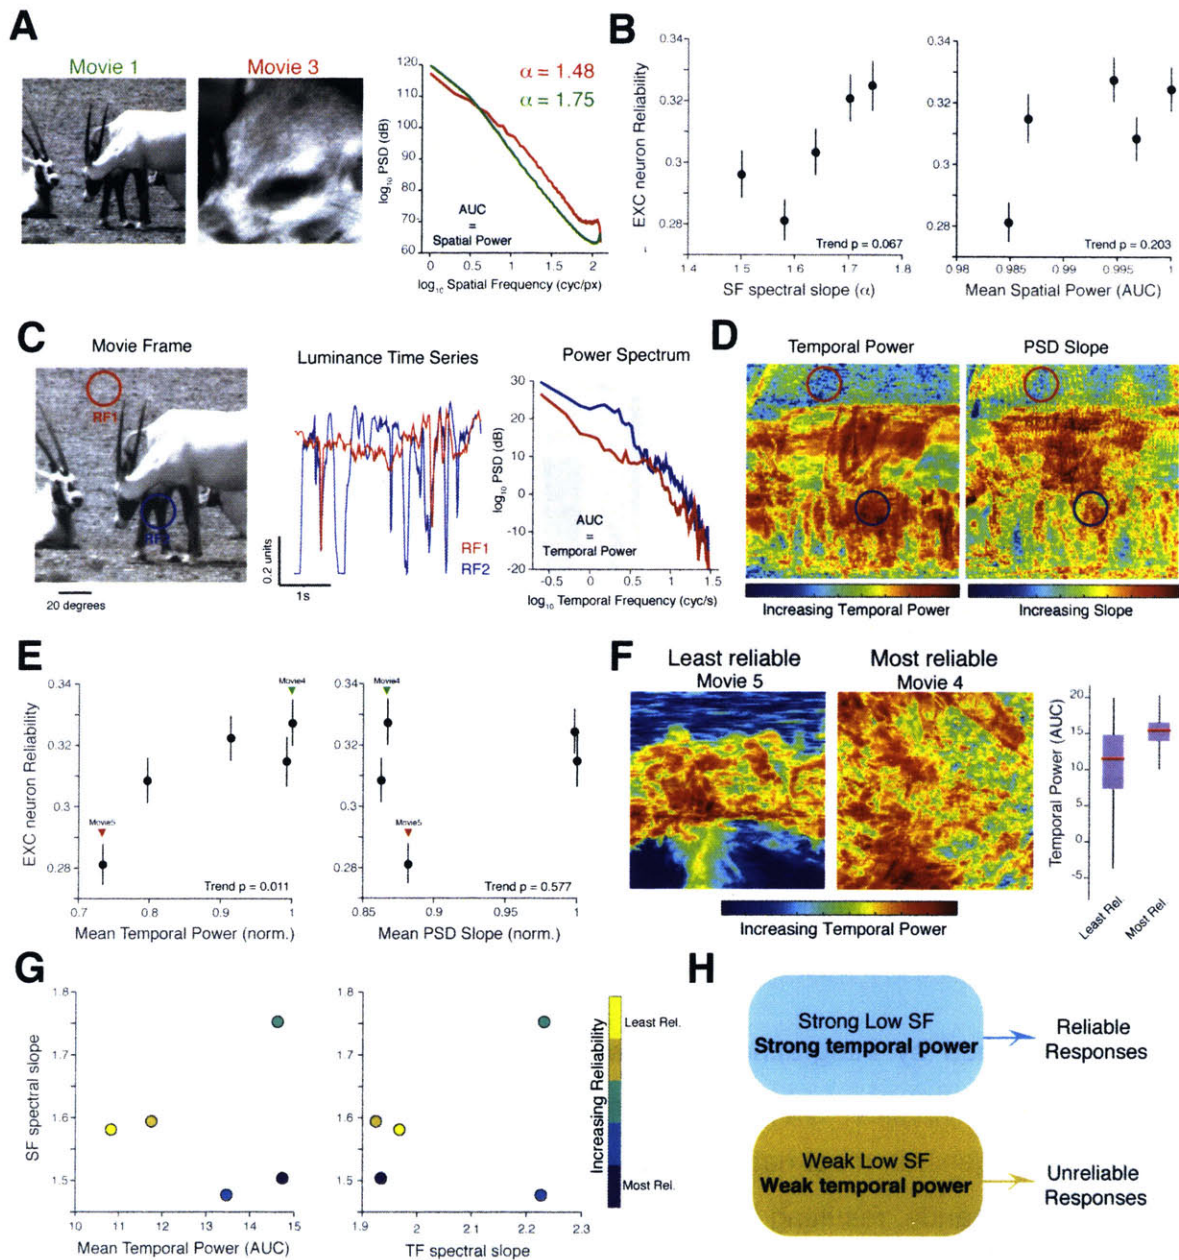 A
Movie 1
Movie 3
α = 1.48
α = 1.75
120
110
100
90
80
70
60
log10 PSD (dB)
AUC
=
Spatial Power
0
0.5
1
1.5
2
log10 Spatial Frequency (cyc/px)
B
EXC neuron Reliability
0.34
0.32
0.3
0.28
Trend p = 0.067
1.4
1.5
1.6
1.7
1.8
SF spectral slope (α)
0.34
0.32
0.3
0.28
Trend p = 0.203
0.98
0.985
0.99
0.995
1
Mean Spatial Power (AUC)
C
Movie Frame
RF1
RF2
20 degrees
Luminance Time Series
0.2 units
1s
RF1
RF2
Power Spectrum
30
20
10
0
-10
-20
log10 PSD (dB)
AUC
=
Temporal Power
-0.5
0
0.5
1
1.5
log10 Temporal Frequency (cyc/s)
D
Temporal Power
PSD Slope
Increasing Temporal Power
Increasing Slope
E
EXC neuron Reliability
0.34
0.32
0.3
0.28
Movie4
Movie5
Trend p = 0.011
0.7
0.8
0.9
1
Mean Temporal Power (norm.)
0.34
0.32
0.3
0.28
Movie4
Movie5
Trend p = 0.577
0.85
0.9
0.95
1
Mean PSD Slope (norm.)
F
Least reliable
Movie 5
Most reliable
Movie 4
Increasing Temporal Power
Temporal Power (AUC)
20
15
10
5
0
-5
Least Rel
Most Rel
G
SF spectral slope
1.8
1.7
1.6
1.5
10
11
12
13
14
15
Mean Temporal Power (AUC)
1.8
1.7
1.6
1.5
1.9
2
2.1
2.2
2.3
TF spectral slope
Increasing Reliability
Least Rel.
Most Rel.
H
Strong Low SF
Strong temporal power
Reliable
Responses
Weak Low SF
Weak temporal power
Unreliable
Responses